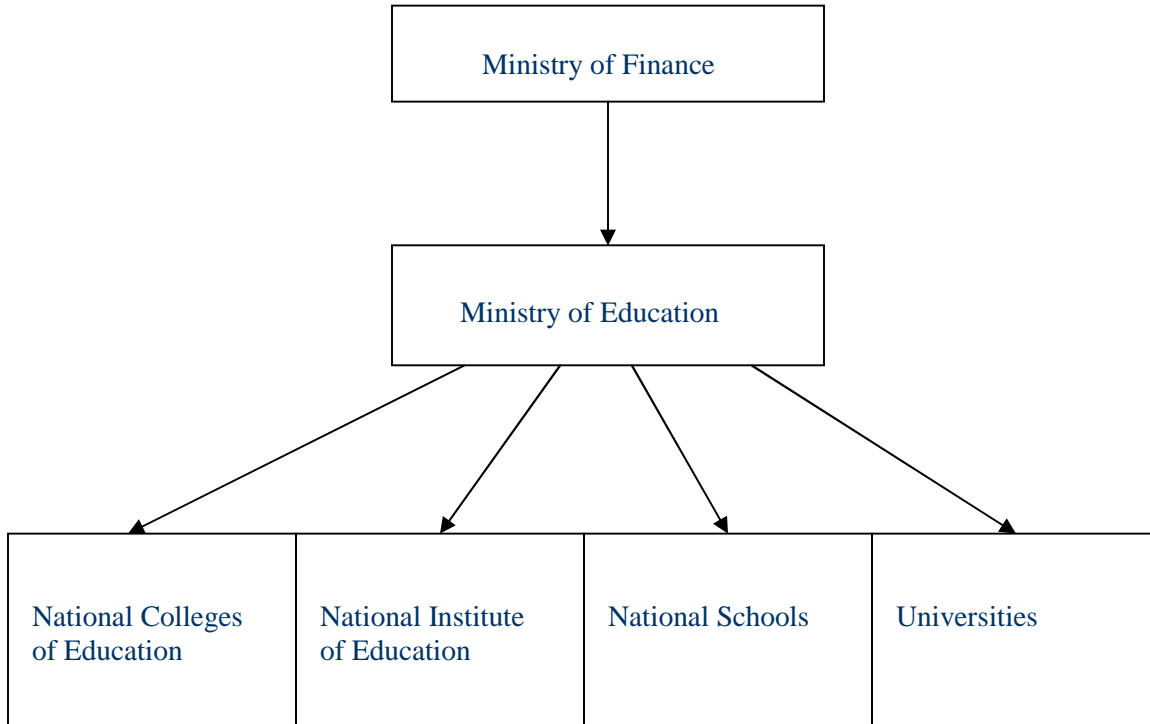 Ministry of Finance
Ministry of Education
National Colleges
of Education
National Institute
of Education
National Schools
Universities